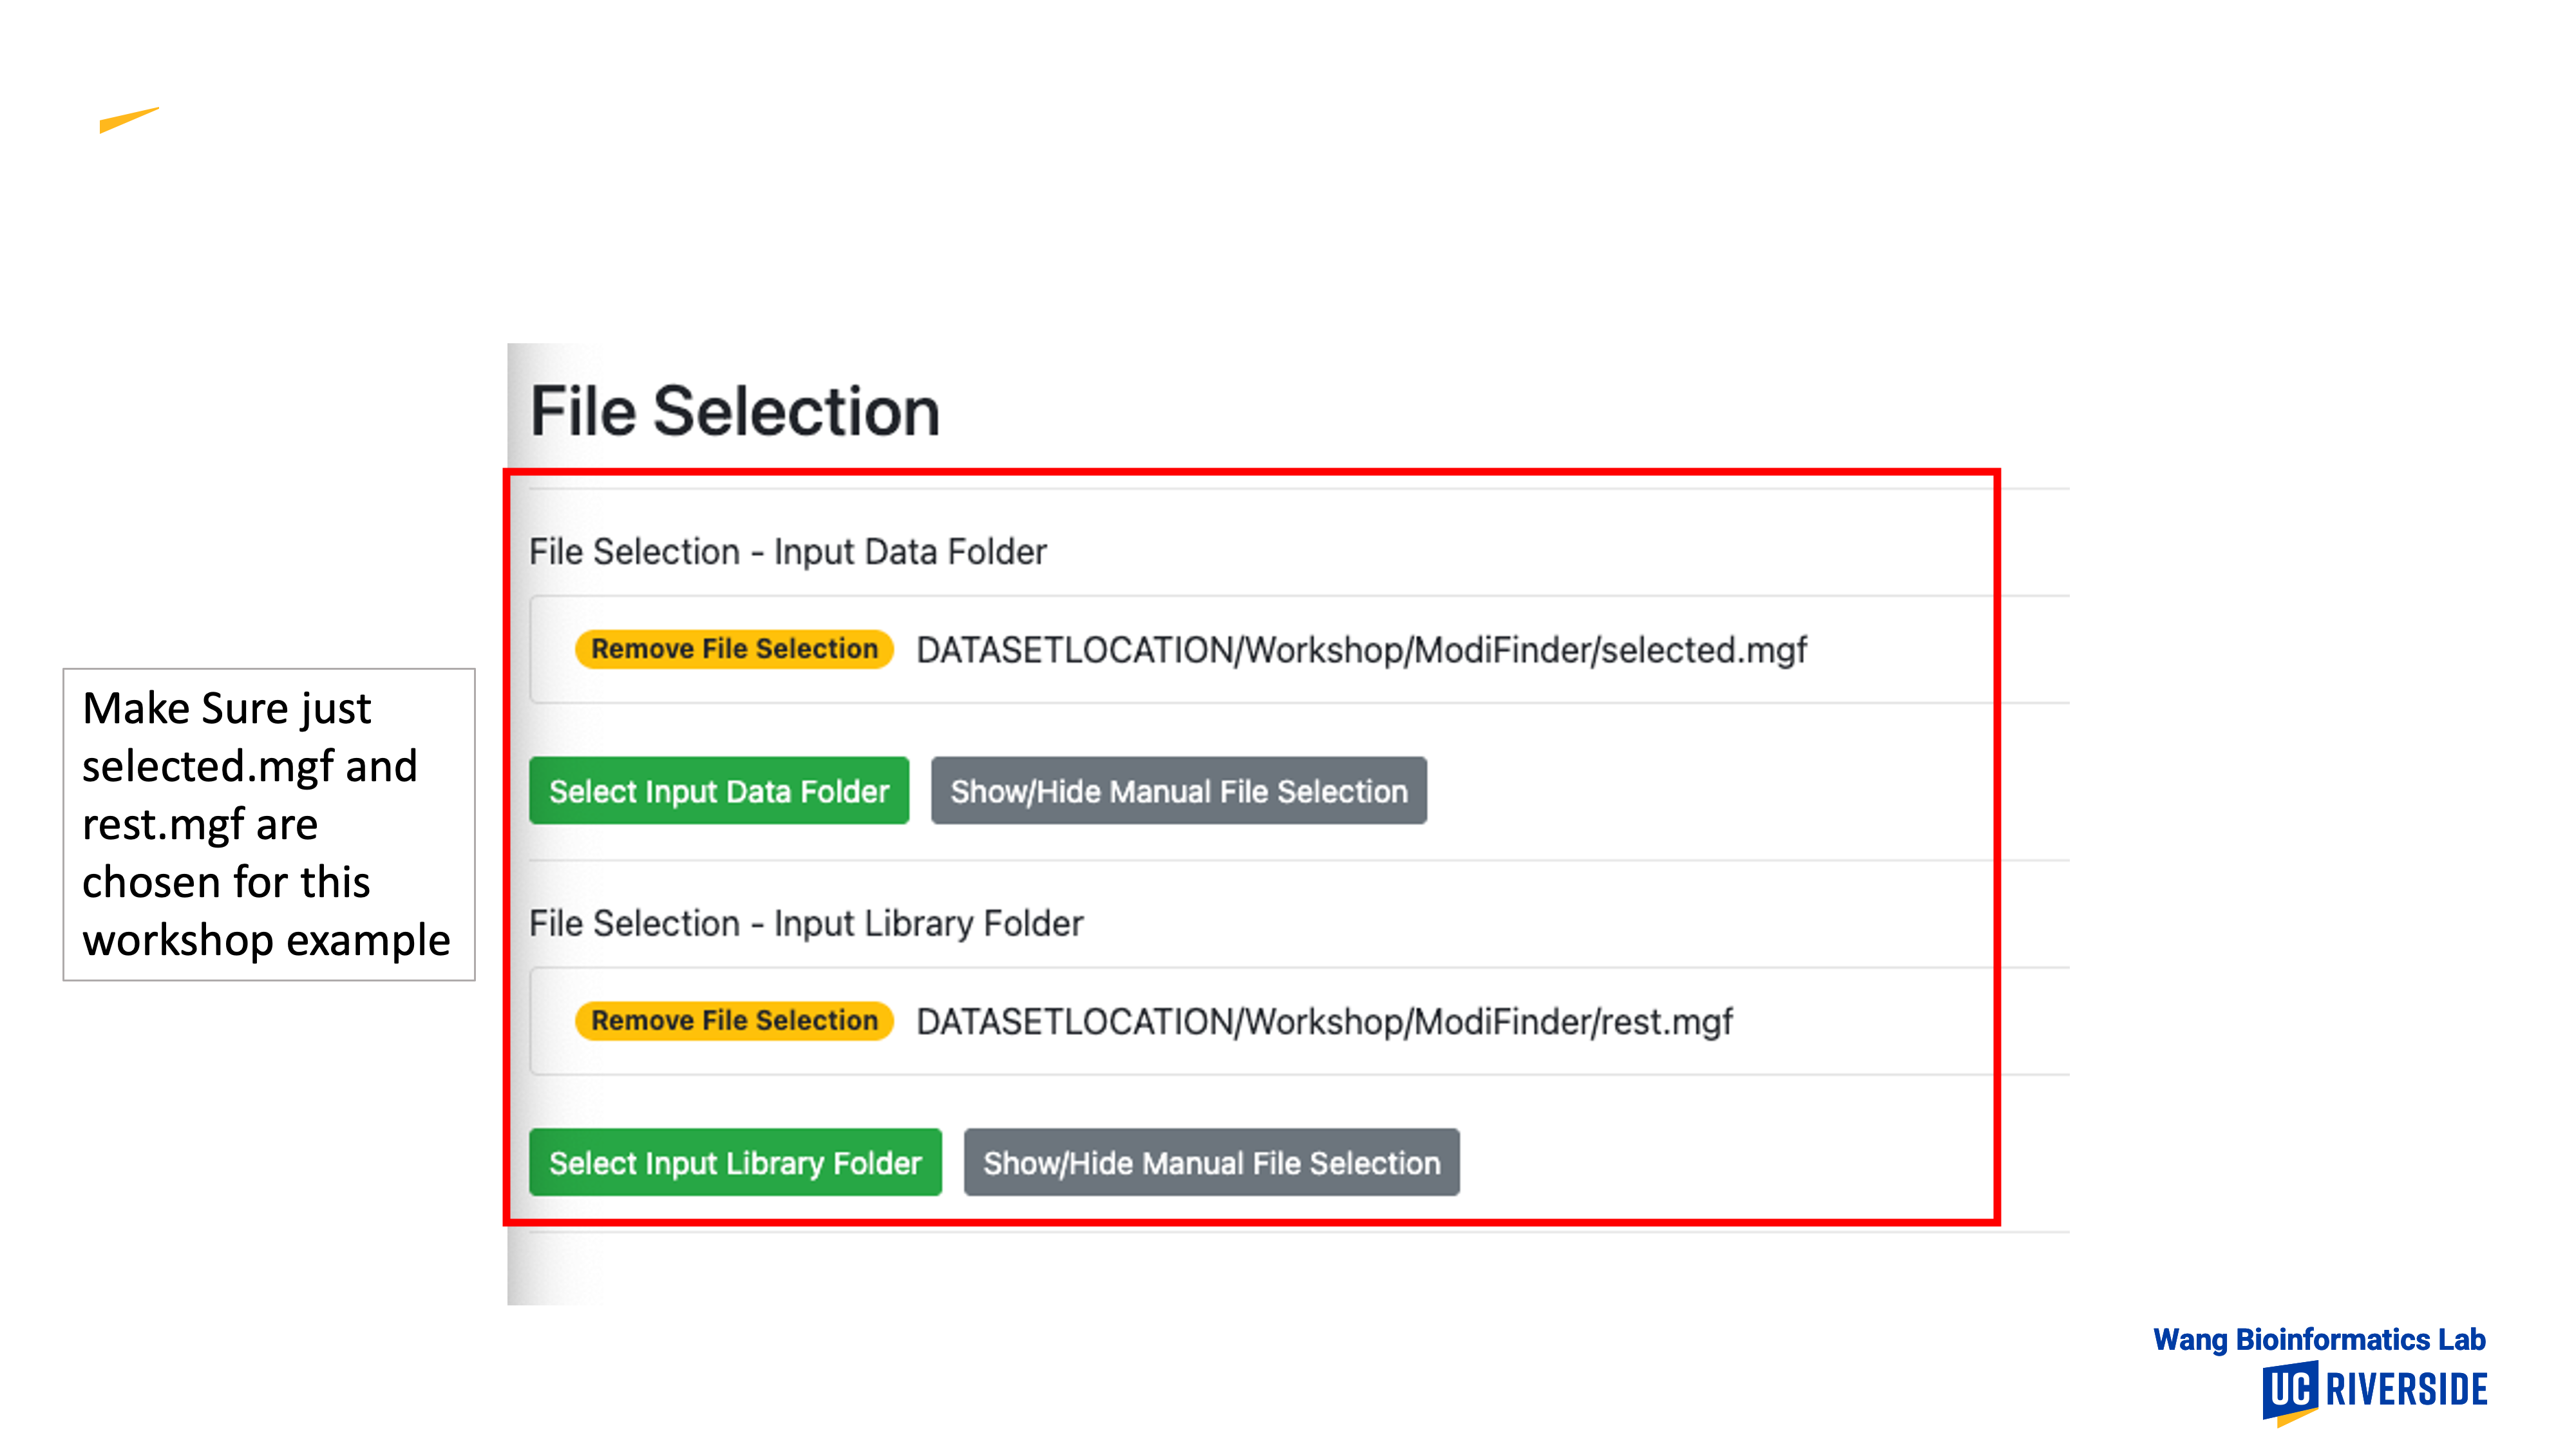 File Selection
File Selection - Input Data Folder
Remove File Selection DATASETLOCATION/Workshop/ModiFinder/selected.mgf
Select Input Data Folder Show/Hide Manual File Selection
File Selection - Input Library Folder
Remove File Selection DATASETLOCATION/Workshop/ModiFinder/rest.mgf
Select Input Library Folder Show/Hide Manual File Selection
Make Sure just
selected.mgf and
rest.mgf are
chosen for this
workshop example
Wang Bioinformatics Lab
UC RIVERSIDE